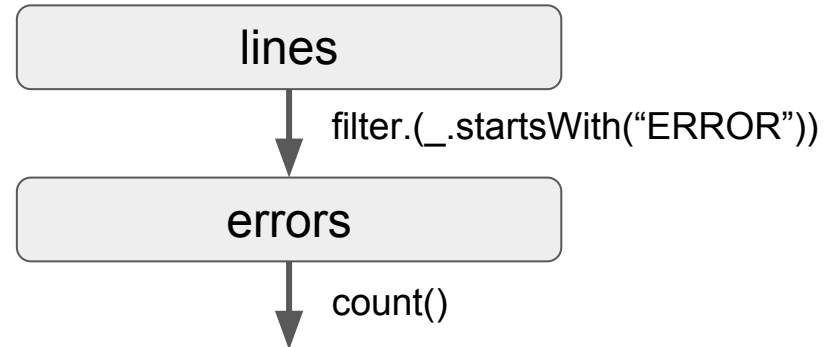 lines
filter.(_.startsWith(“ERROR”))
errors
count()